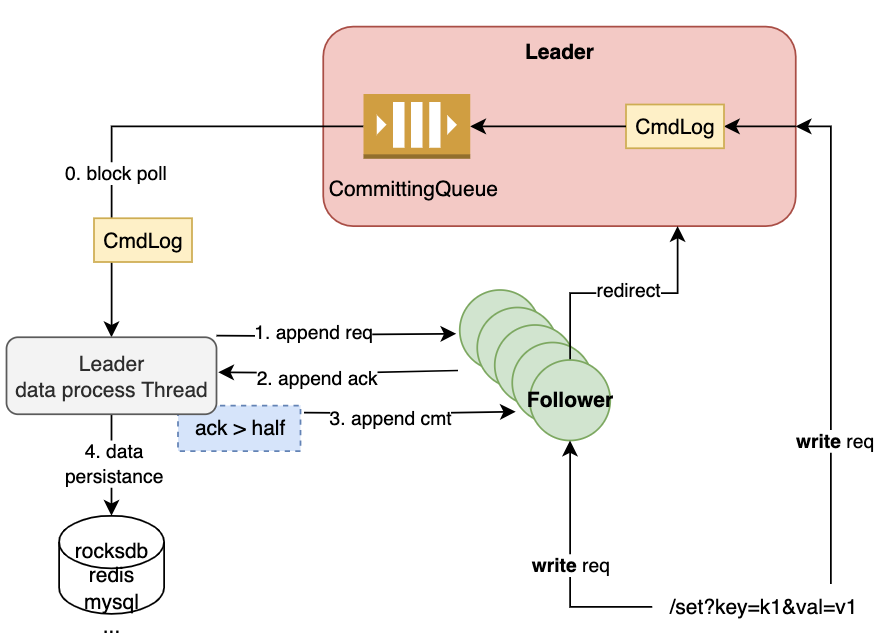 Leader
CmdLog
CommittingQueue
0. block poll
CmdLog
redirect
1. append req
Leader
data process Thread
2. append ack
Follower
3. append cmt
ack > half
write req
4. data
persistance
rocksdb
redis
mysql
...
write req
/set?key=k1&val=v1